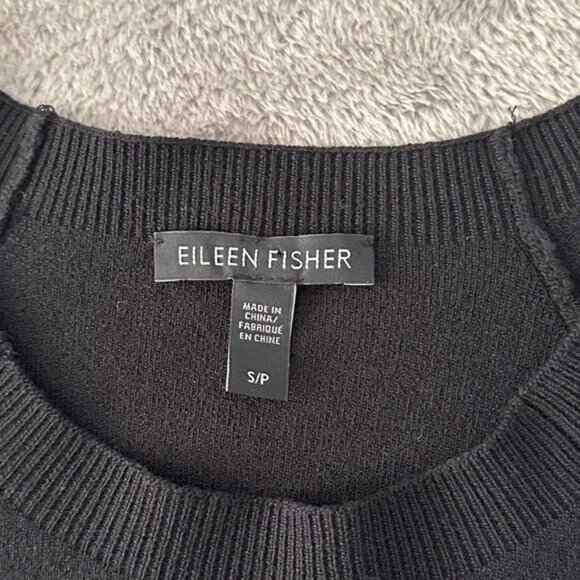 EILEEN FISHER
MADE IN
CHINA/
FABRIQUÉ
EN CHINE
S/P